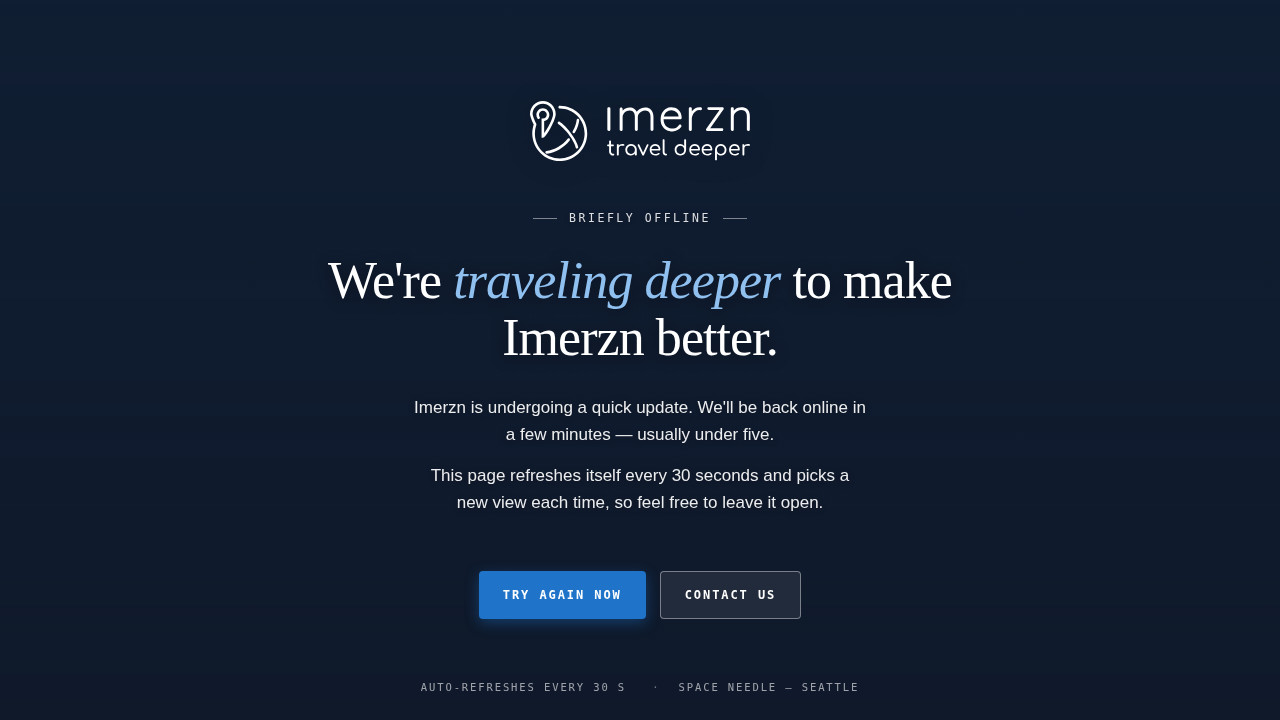 imerzn
travel deeper
BRIEFLY OFFLINE
We're traveling deeper to make
Imerzn better.
Imerzn is undergoing a quick update. We'll be back online in
a few minutes — usually under five.
This page refreshes itself every 30 seconds and picks a
new view each time, so feel free to leave it open.
TRY AGAIN NOW
CONTACT US
AUTO-REFRESHES EVERY 30 S · SPACE NEEDLE — SEATTLE